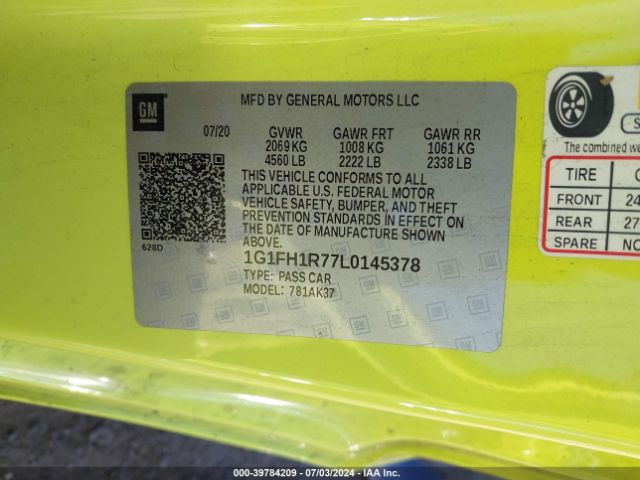 GM
MFD BY GENERAL MOTORS LLC
07/20 GVWR GAWR FRT GAWR RR
2069 KG 1008 KG 1061 KG
4560 LB 2222 LB 2338 LB
THIS VEHICLE CONFORMS TO ALL
APPLICABLE U.S. FEDERAL MOTOR
VEHICLE SAFETY, BUMPER, AND THEFT
PREVENTION STANDARDS IN EFFECT ON
THE DATE OF MANUFACTURE SHOWN
ABOVE.
628D
1G1FH1R77L0145378
TYPE: PASS CAR
MODEL: 781AK37
The combined
TIRE
FRONT 24
REAR 27
SPARE
000-39784209 - 07/03/2024 - IAA Inc.